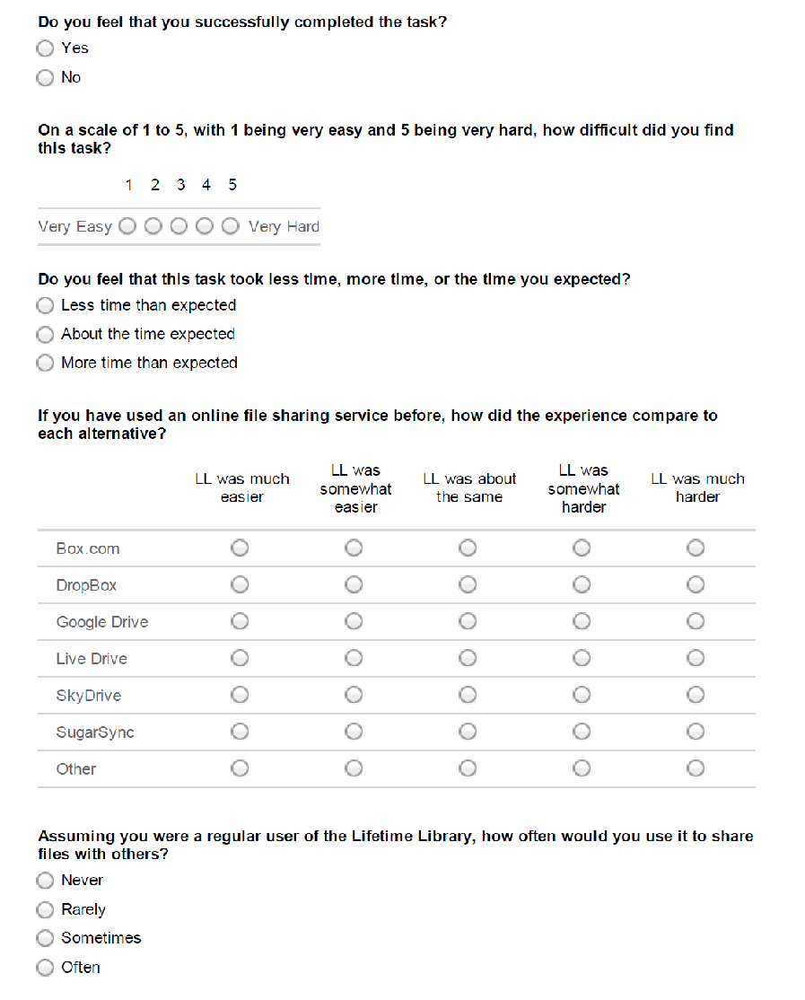 Do you feel that you successfully completed the task?
Yes
No
On a scale of 1 to 5, with 1 being very easy and 5 being very hard, how difficult did you find
this task?
1 2 3 4 5
Very Easy Very Hard
Do you feel that this task took less time, more time, or the time you expected?
Less time than expected
About the time expected
More time than expected
If you have used an online file sharing service before, how did the experience compare to
each alternative?
LL was much
easier
LL was
somewhat
easier
LL was about
the same
LL was
somewhat
harder
LL was much
harder
Box.com
DropBox
Google Drive
Live Drive
SkyDrive
SugarSync
Other
Assuming you were a regular user of the Lifetime Library, how often would you use it to share
files with others?
Never
Rarely
Sometimes
Often